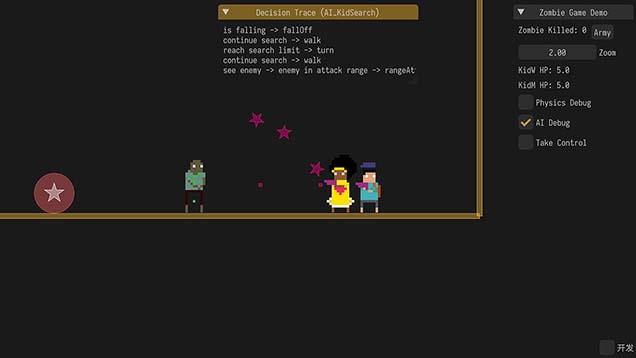 Decision Trace (AI_KidSearch)
is falling -> fallOff
continue search -> walk
reach search limit -> turn
continue search -> walk
see enemy -> enemy in attack range -> rangeAt
Zombie Game Demo
Zombie Killed: 0 Army
2.00 Zoom
KidW HP: 5.0
KidM HP: 5.0
Physics Debug
AI Debug
Take Control
开发